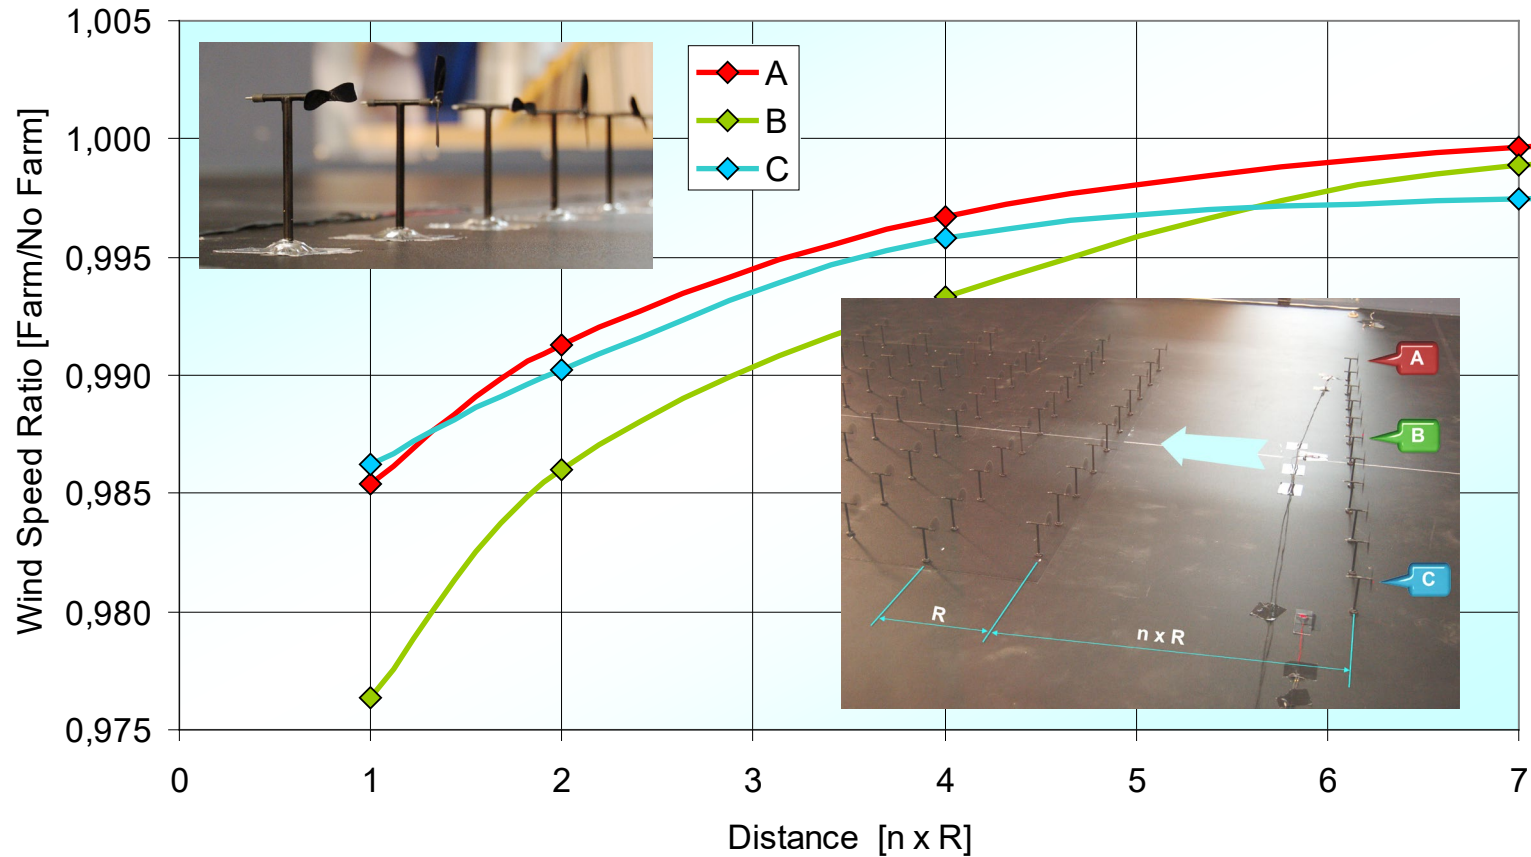 Wind Speed Ratio [Farm/No Farm]
1,005
1,000
0,995
0,990
0,985
0,980
0,975
A
B
C
A
B
C
R
n x R
0 1 2 3 4 5 6 7
Distance [n x R]